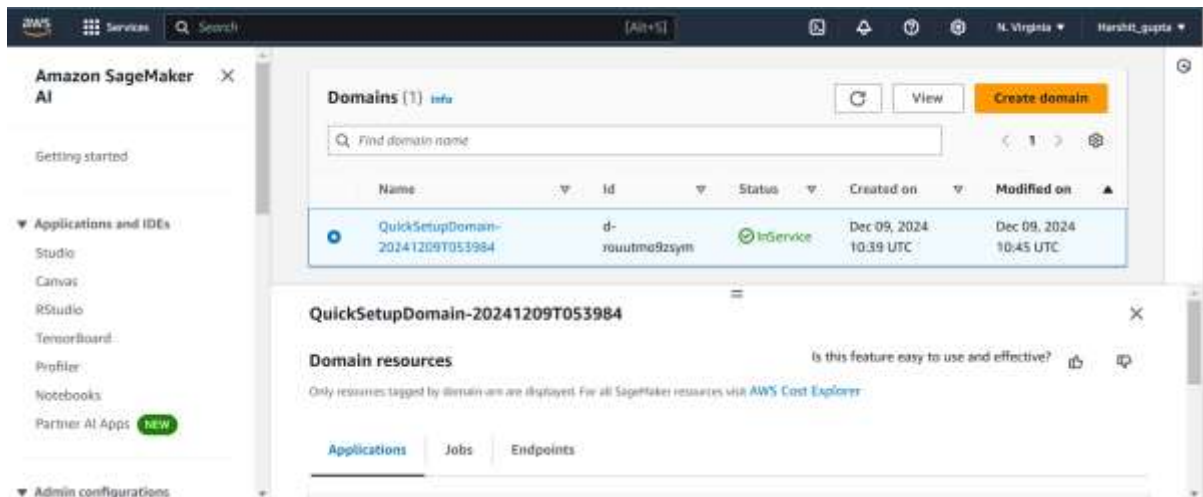 aws
Services
Search
[Alt+S]
N. Virginia
Harshit_gupta
Amazon SageMaker AI
Getting started
Applications and IDEs
Studio
Canvas
RStudio
TensorBoard
Profiler
Notebooks
Partner AI Apps NEW
Admin configurations
Domains (1) Info
View
Create domain
Find domain name
1
Name Id Status Created on Modified on
QuickSetupDomain-20241209T053984
d-rouutmo9zsym
InService
Dec 09, 2024 10:39 UTC
Dec 09, 2024 10:45 UTC
QuickSetupDomain-20241209T053984
Domain resources
Is this feature easy to use and effective?
Only resources tagged by domain-arn are displayed. For all SageMaker resources visit AWS Cost Explorer
Applications Jobs Endpoints